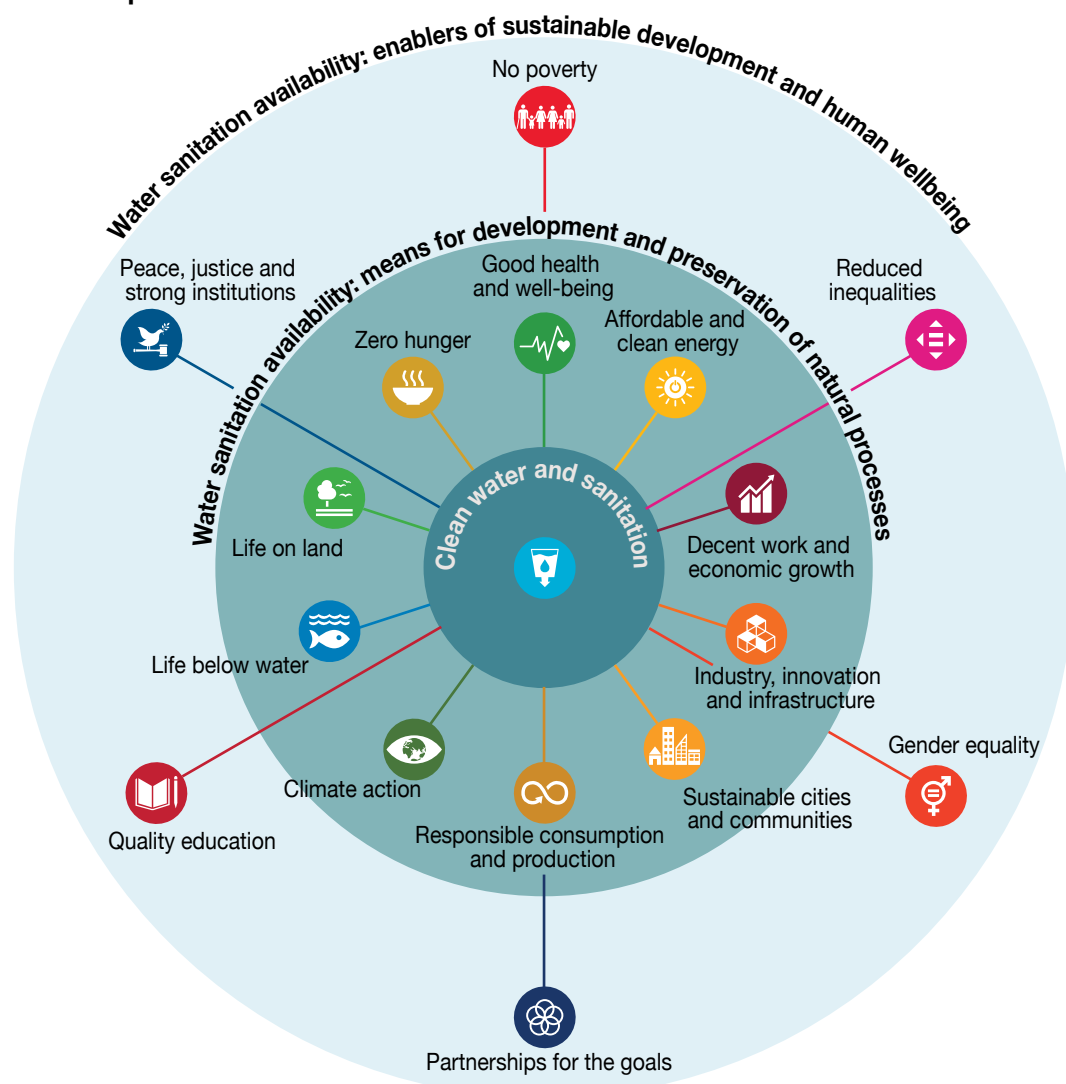 Water sanitation availability: enablers of sustainable development and human wellbeing
No poverty
Water sanitation availability: means for development and preservation of natural processes
Peace, justice and
strong institutions
Good health
and well-being
Reduced
inequalities
Zero hunger
Affordable and
clean energy
Clean water and sanitation
Life on land
Decent work and
economic growth
Life below water
Industry, innovation
and infrastructure
Gender equality
Climate action
Sustainable cities
and communities
Quality education
Responsible consumption
and production
Partnerships for the goals